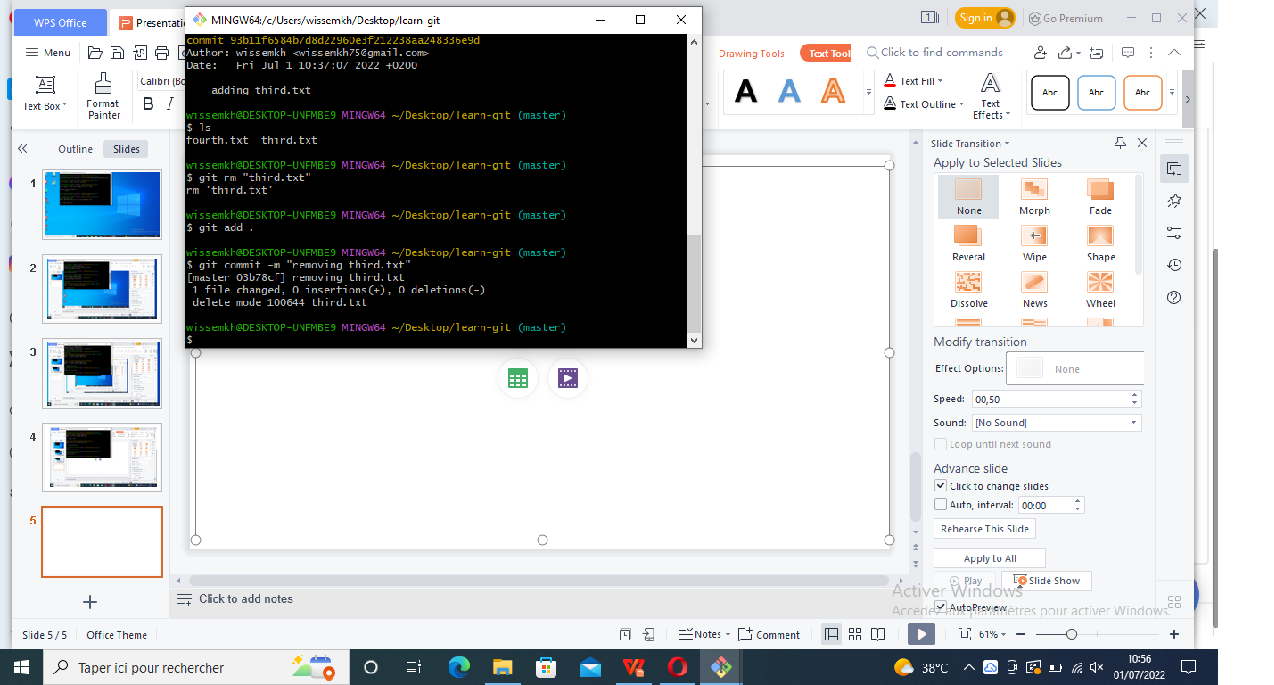 WPS Office
Presentati
MINGW64:/c/Users/wissemkh/Desktop/learn-git
Sign in
Go Premium
Menu
Drawing Tools
Text Tool
Click to find commands
Text Box
Format
Painter
Calibri (Bo
B I
A A A
Text Fill
Text Outline
Text
Effects
Abc Abc Abc
commit 93b11f6584b7d8d22960e3f212238aa248336e9d
Author: wissemkh <wissemkh75@gmail.com>
Date: Fri Jul 1 10:37:07 2022 +0200
adding third.txt
wissemkh@DESKTOP-UNFMBE9 MINGW64 ~/Desktop/learn-git (master)
$ ls
fourth.txt third.txt
wissemkh@DESKTOP-UNFMBE9 MINGW64 ~/Desktop/learn-git (master)
$ git rm "third.txt"
rm 'third.txt'
wissemkh@DESKTOP-UNFMBE9 MINGW64 ~/Desktop/learn-git (master)
$ git add .
wissemkh@DESKTOP-UNFMBE9 MINGW64 ~/Desktop/learn-git (master)
$ git commit -m "removing third.txt"
[master 03b78cf] removing third.txt
1 file changed, 0 insertions(+), 0 deletions(-)
delete mode 100644 third.txt
wissemkh@DESKTOP-UNFMBE9 MINGW64 ~/Desktop/learn-git (master)
$
Outline
Slides
1
2
3
4
5
Slide Transition
Apply to Selected Slides
None Morph Fade
Reveral Wipe Shape
Dissolve News Wheel
Modify transition
Effect Options: None
Speed: 00,50
Sound: [No Sound]
Loop until next sound
Advance slide
Click to change slides
Auto, interval: 00:00
Rehearse This Slide
Apply to All
Play
Slide Show
AutoPreview
Activer Windows
Accédez aux paramètres pour activer Windows.
Click to add notes
Slide 5 / 5
Office Theme
Notes
Comment
61%
Taper ici pour rechercher
38°C
10:56
01/07/2022